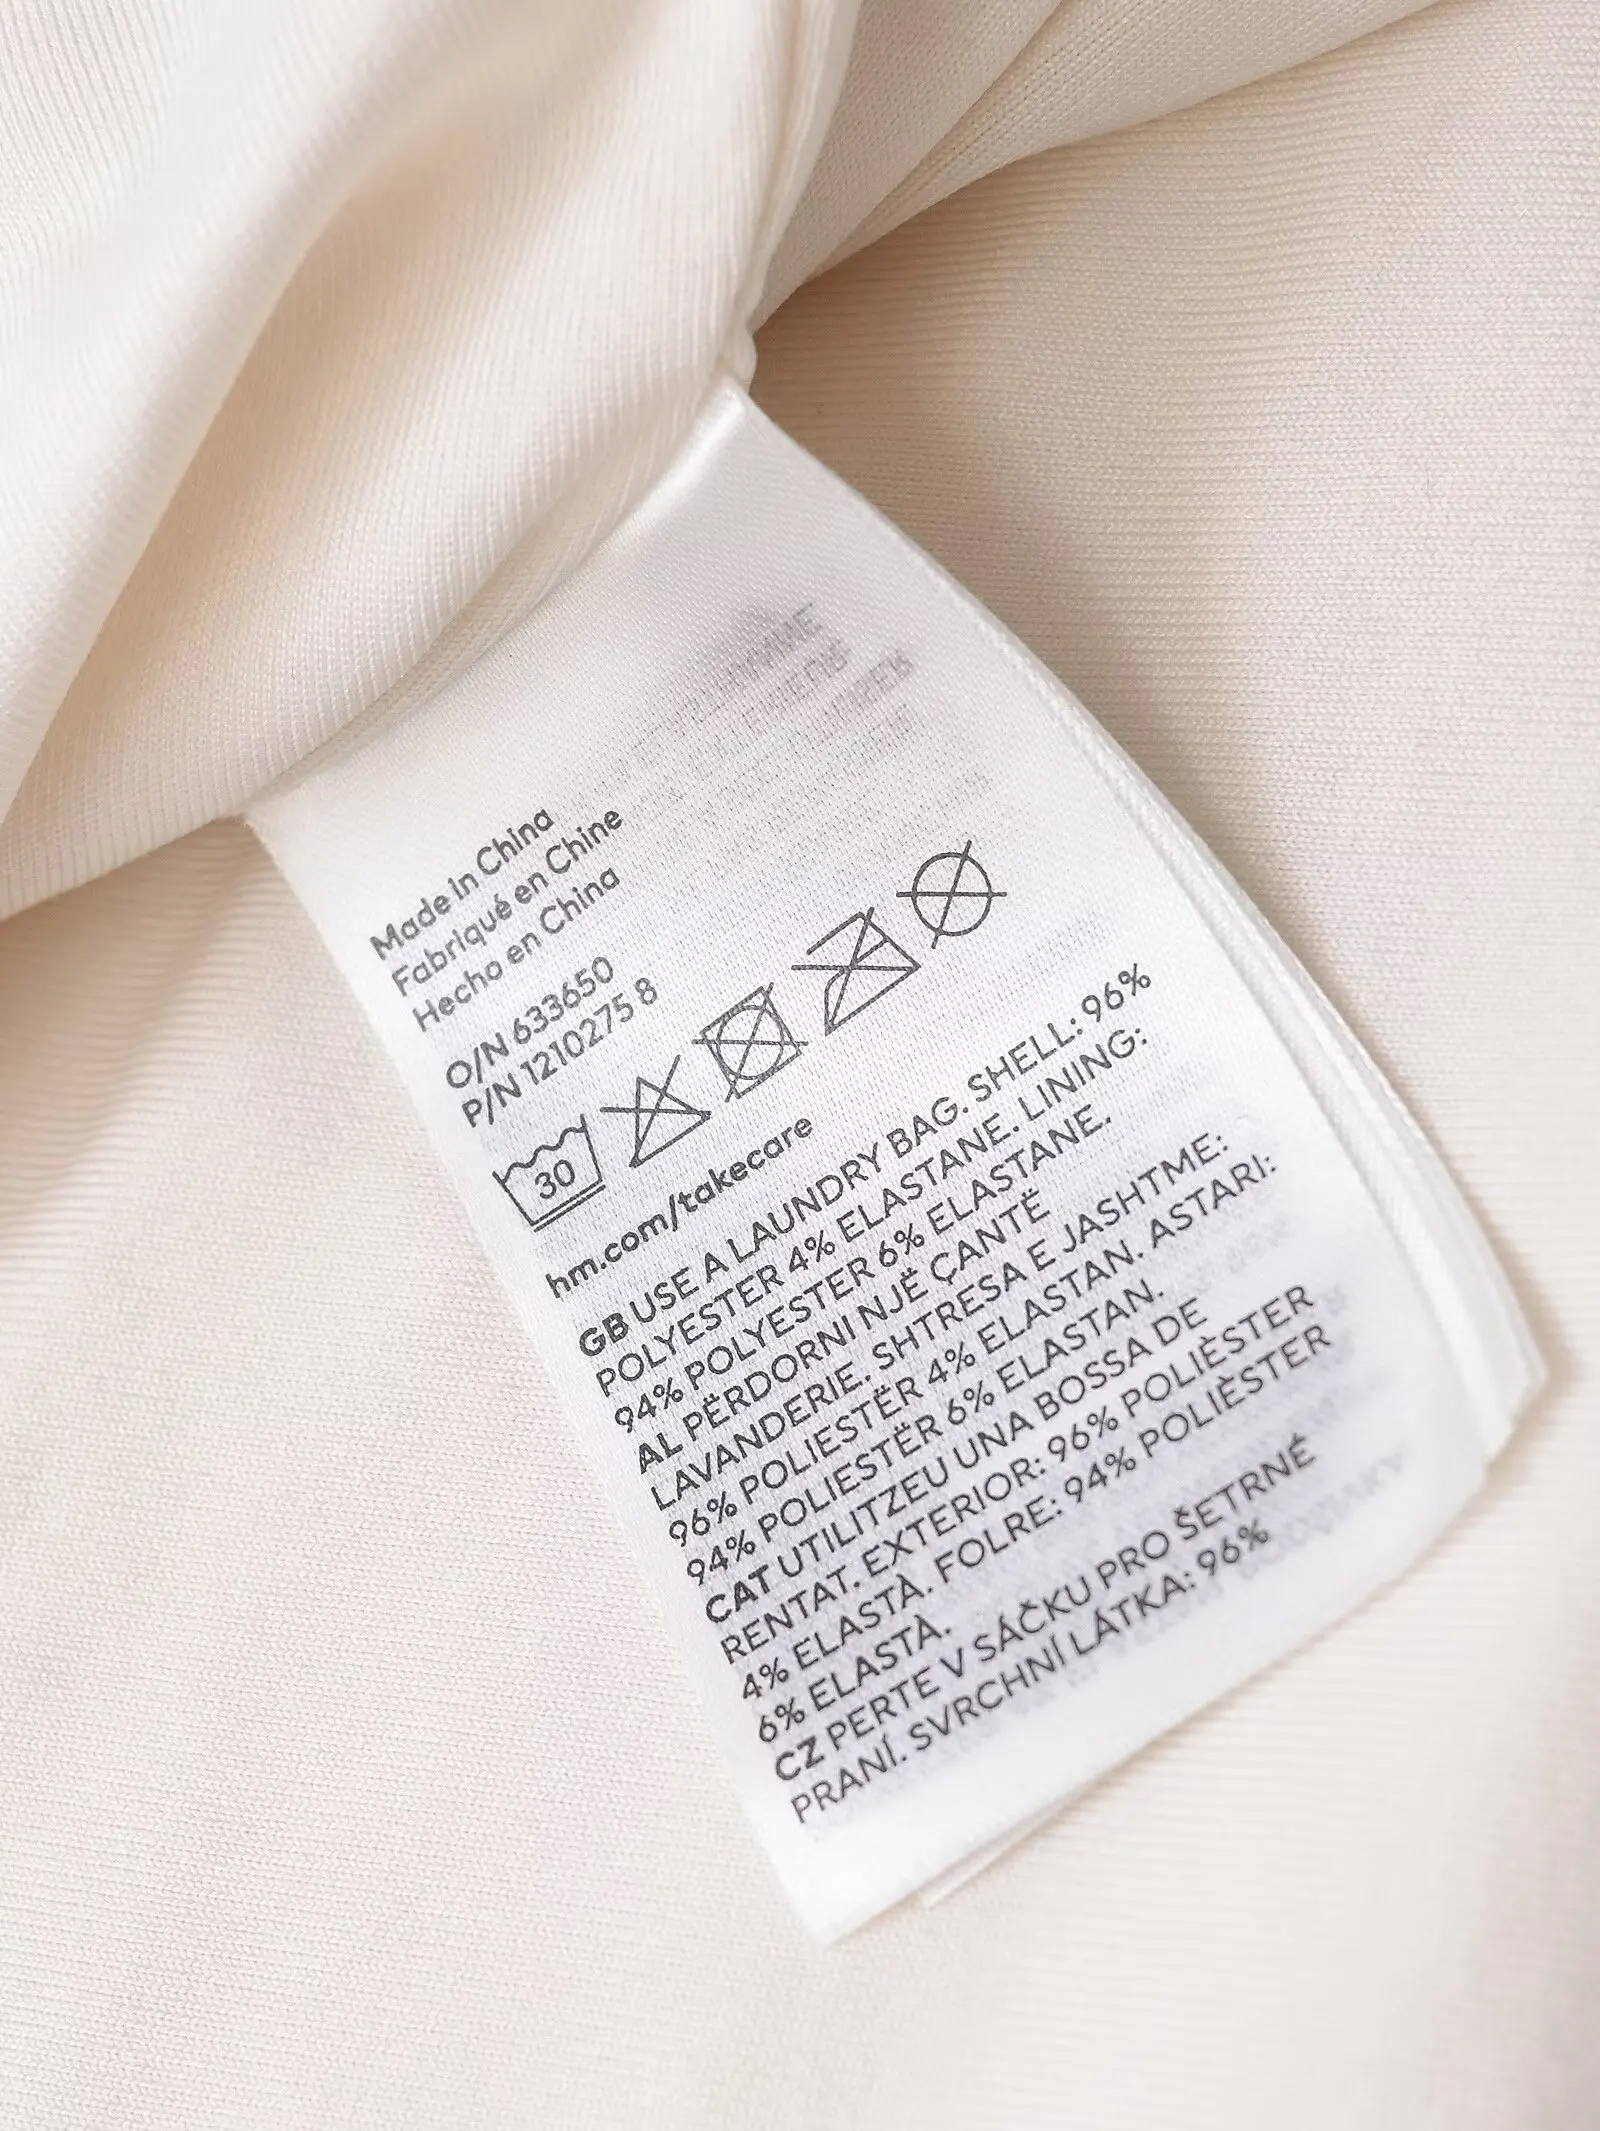 Made in China
Fabriqué en Chine
Hecho en China
O/N 633650
P/N 1210275 8
30
hm.com/takecare
GB USE A LAUNDRY BAG. SHELL: 96%
POLYESTER 4% ELASTANE. LINING:
94% POLYESTER 6% ELASTANE.
AL PËRDORNI NJË ÇANTË
LAVANDERIE. SHTRESA E JASHTME:
96% POLIESTËR 4% ELASTAN. ASTARI:
94% POLIESTËR 6% ELASTAN.
CAT UTILITZEU UNA BOSSA DE
RENTAT. EXTERIOR: 96% POLIÈSTER
4% ELASTÀ. FOLRE: 94% POLIÈSTER
6% ELASTÀ.
CZ PERTE V SÁČKU PRO ŠETRNÉ
PRANÍ. SVRCHNÍ LÁTKA: 96%